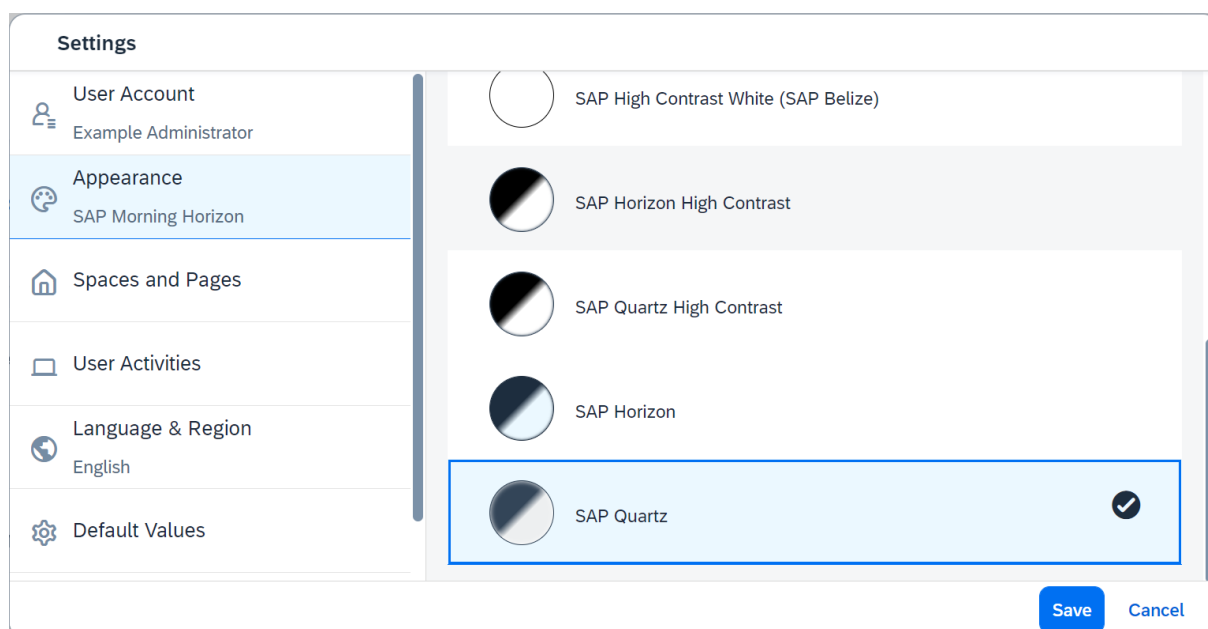 Settings
User Account
Example Administrator
Appearance
SAP Morning Horizon
Spaces and Pages
User Activities
Language & Region
English
Default Values
SAP High Contrast White (SAP Belize)
SAP Horizon High Contrast
SAP Quartz High Contrast
SAP Horizon
SAP Quartz
Save
Cancel